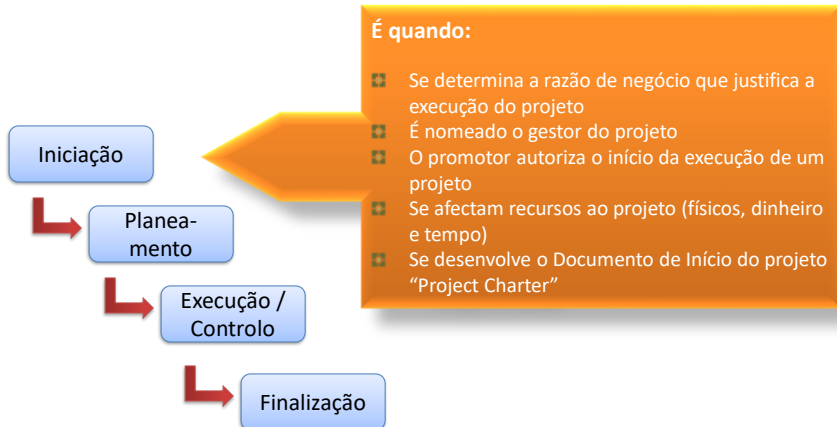 É quando:
Se determina a razão de negócio que justifica a
execução do projeto
É nomeado o gestor do projeto
O promotor autoriza o início da execução de um
projeto
Se afectam recursos ao projeto (físicos, dinheiro
e tempo)
Se desenvolve o Documento de Início do projeto
“Project Charter”
Iniciação
Planea-
mento
Execução /
Controlo
Finalização